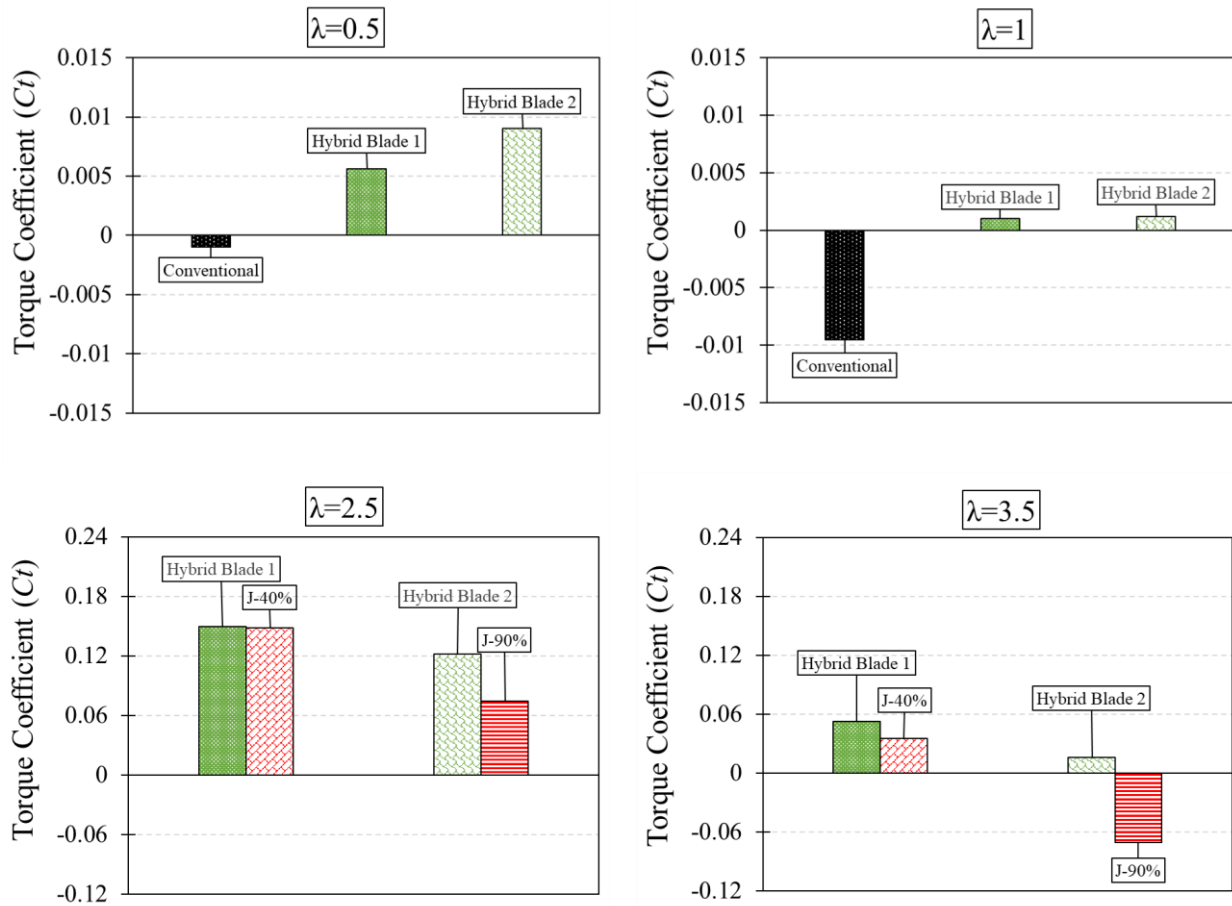 λ=0.5
Torque Coefficient (Ct)
0.015
0.01
0.005
0
-0.005
-0.01
-0.015
Conventional
Hybrid Blade 1
Hybrid Blade 2
λ=1
Torque Coefficient (Ct)
0.015
0.01
0.005
0
-0.005
-0.01
-0.015
Conventional
Hybrid Blade 1
Hybrid Blade 2
λ=2.5
Torque Coefficient (Ct)
0.24
0.18
0.12
0.06
0
-0.06
-0.12
Hybrid Blade 1
J-40%
Hybrid Blade 2
J-90%
λ=3.5
Torque Coefficient (Ct)
0.24
0.18
0.12
0.06
0
-0.06
-0.12
Hybrid Blade 1
J-40%
Hybrid Blade 2
J-90%